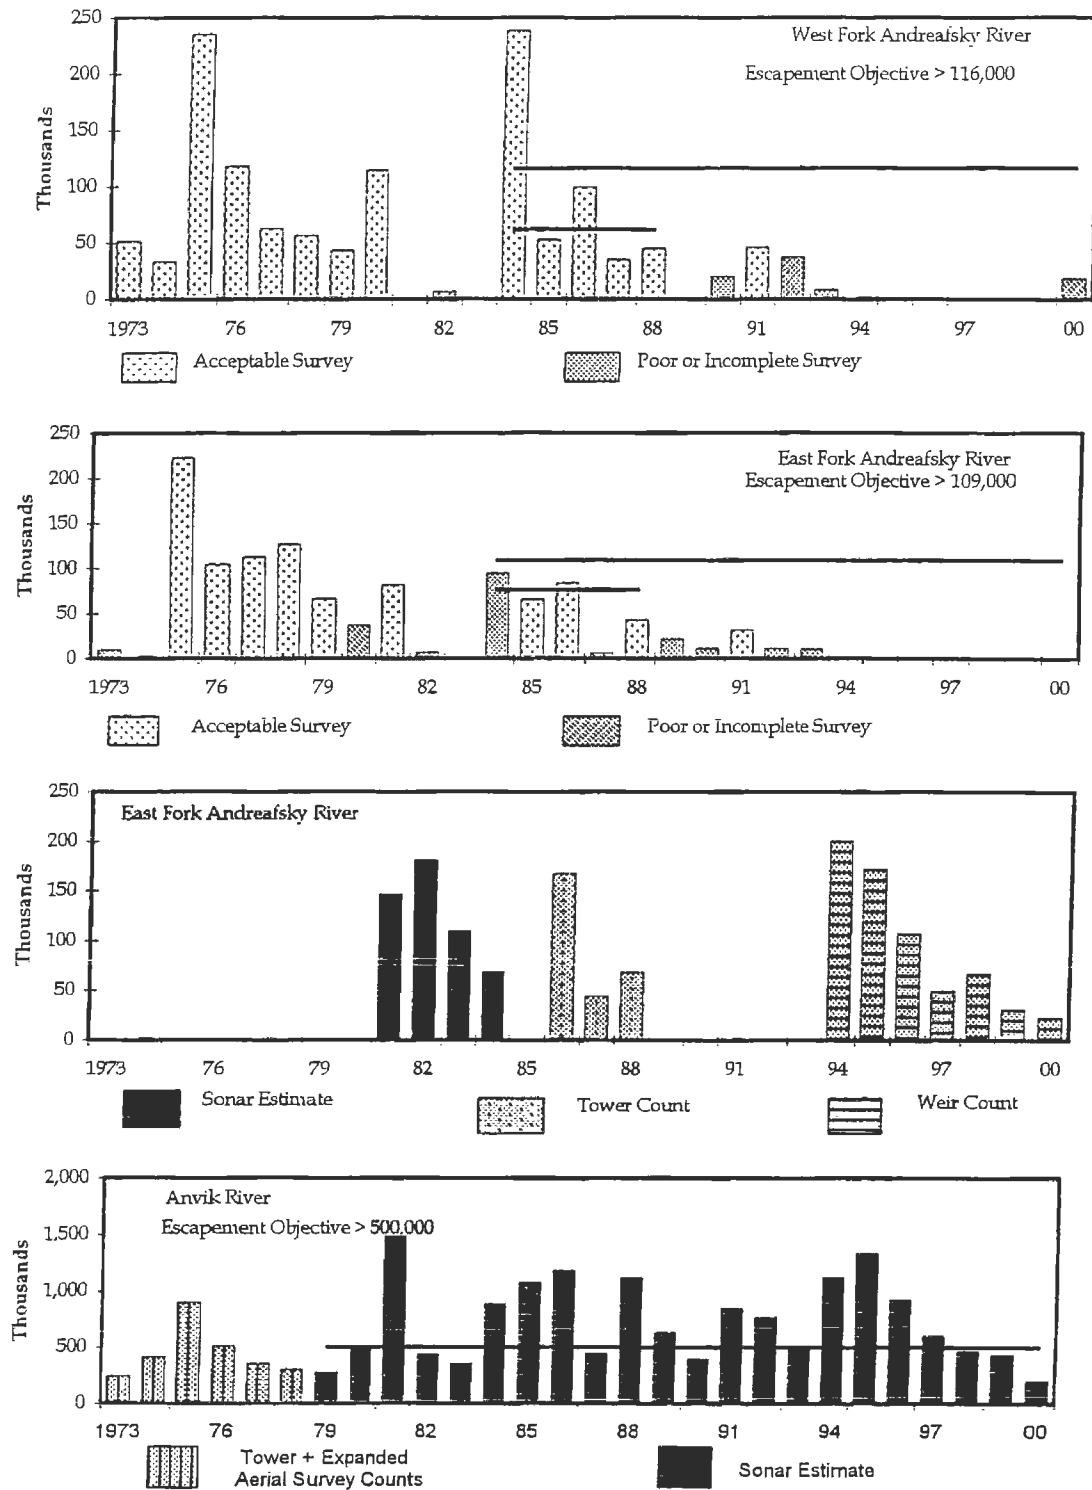 250
West Fork Andreafsky River
200
Escapement Objective > 116,000
150
Thousands
100
50
0
1973 76 79 82 85 88 91 94 97 00
Acceptable Survey Poor or Incomplete Survey
250
East Fork Andreafsky River
200
Escapement Objective > 109,000
150
Thousands
100
50
0
1973 76 79 82 85 88 91 94 97 00
Acceptable Survey Poor or Incomplete Survey
250
East Fork Andreafsky River
200
150
Thousands
100
50
0
1973 76 79 82 85 88 91 94 97 00
Sonar Estimate Tower Count Weir Count
2,000
Anvik River
Escapement Objective > 500,000
1,500
Thousands
1,000
500
0
1973 76 79 82 85 88 91 94 97 00
Tower + Expanded
Aerial Survey Counts
Sonar Estimate